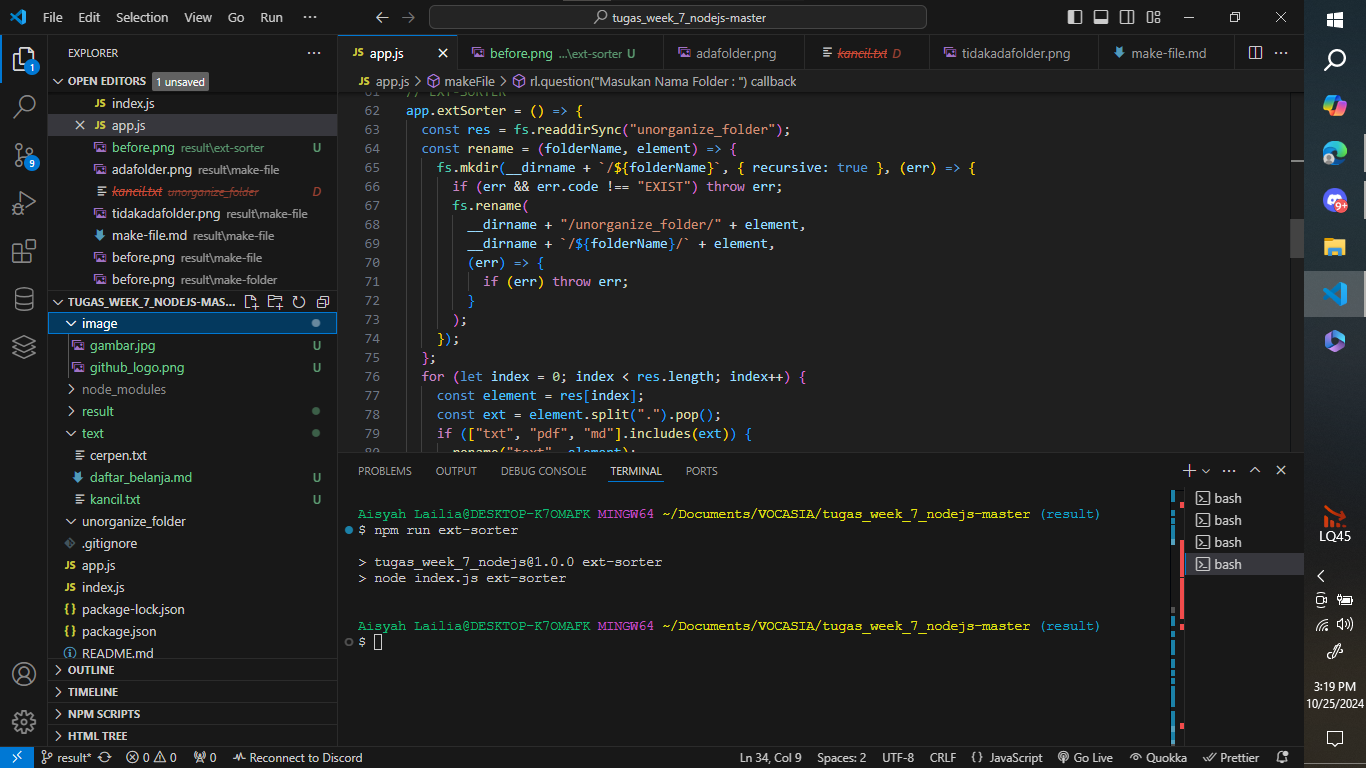 File Edit Selection View Go Run ··· tugas_week_7_nodejs-master
EXPLORER
OPEN EDITORS 1 unsaved
index.js
app.js
before.png result\ext-sorter U
adafolder.png result\make-file
kancil.txt unorganize_folder D
tidakadafolder.png result\make-file
make-file.md result\make-file
before.png result\make-file
before.png result\make-folder
TUGAS_WEEK_7_NODEJS-MAS...
image
gambar.jpg U
github_logo.png U
node_modules
result
text
cerpen.txt
daftar_belanja.md U
kancil.txt U
unorganize_folder
.gitignore
app.js
index.js
package-lock.json
package.json
README.md
OUTLINE
TIMELINE
NPM SCRIPTS
HTML TREE
1
9
JS app.js before.png ...\ext-sorter U adafolder.png kancil.txt D tidakadafolder.png make-file.md
JS app.js > makeFile > rl.question("Masukan Nama Folder : ") callback
61 // EXT-SORTER
62 app.extSorter = () => {
63 const res = fs.readdirSync("unorganize_folder");
64 const rename = (folderName, element) => {
65 fs.mkdir(__dirname + `/${folderName}`, { recursive: true }, (err) => {
66 if (err && err.code !== "EXIST") throw err;
67 fs.rename(
68 __dirname + "/unorganize_folder/" + element,
69 __dirname + `/${folderName}/` + element,
70 (err) => {
71 if (err) throw err;
72 }
73 );
74 });
75 };
76 for (let index = 0; index < res.length; index++) {
77 const element = res[index];
78 const ext = element.split(".").pop();
79 if (["txt", "pdf", "md"].includes(ext)) {
80 rename("text", element);
PROBLEMS OUTPUT DEBUG CONSOLE TERMINAL PORTS
Aisyah Lailia@DESKTOP-K7OMAFK MINGW64 ~/Documents/VOCASIA/tugas_week_7_nodejs-master (result)
$ npm run ext-sorter
> tugas_week_7_nodejs@1.0.0 ext-sorter
> node index.js ext-sorter
Aisyah Lailia@DESKTOP-K7OMAFK MINGW64 ~/Documents/VOCASIA/tugas_week_7_nodejs-master (result)
$
bash
bash
bash
bash
result* 0 0 0 Reconnect to Discord Ln 34, Col 9 Spaces: 2 UTF-8 CRLF {} JavaScript Go Live Quokka Prettier
9+
LQ45
3:19 PM
10/25/2024